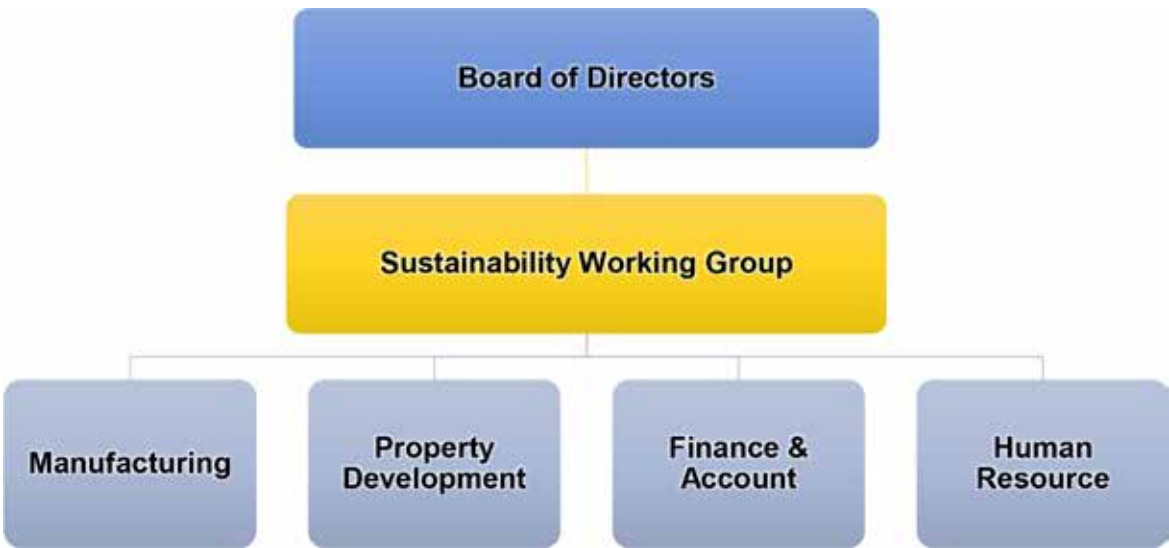 Board of Directors
Sustainability Working Group
Manufacturing
Property
Development
Finance &
Account
Human
Resource